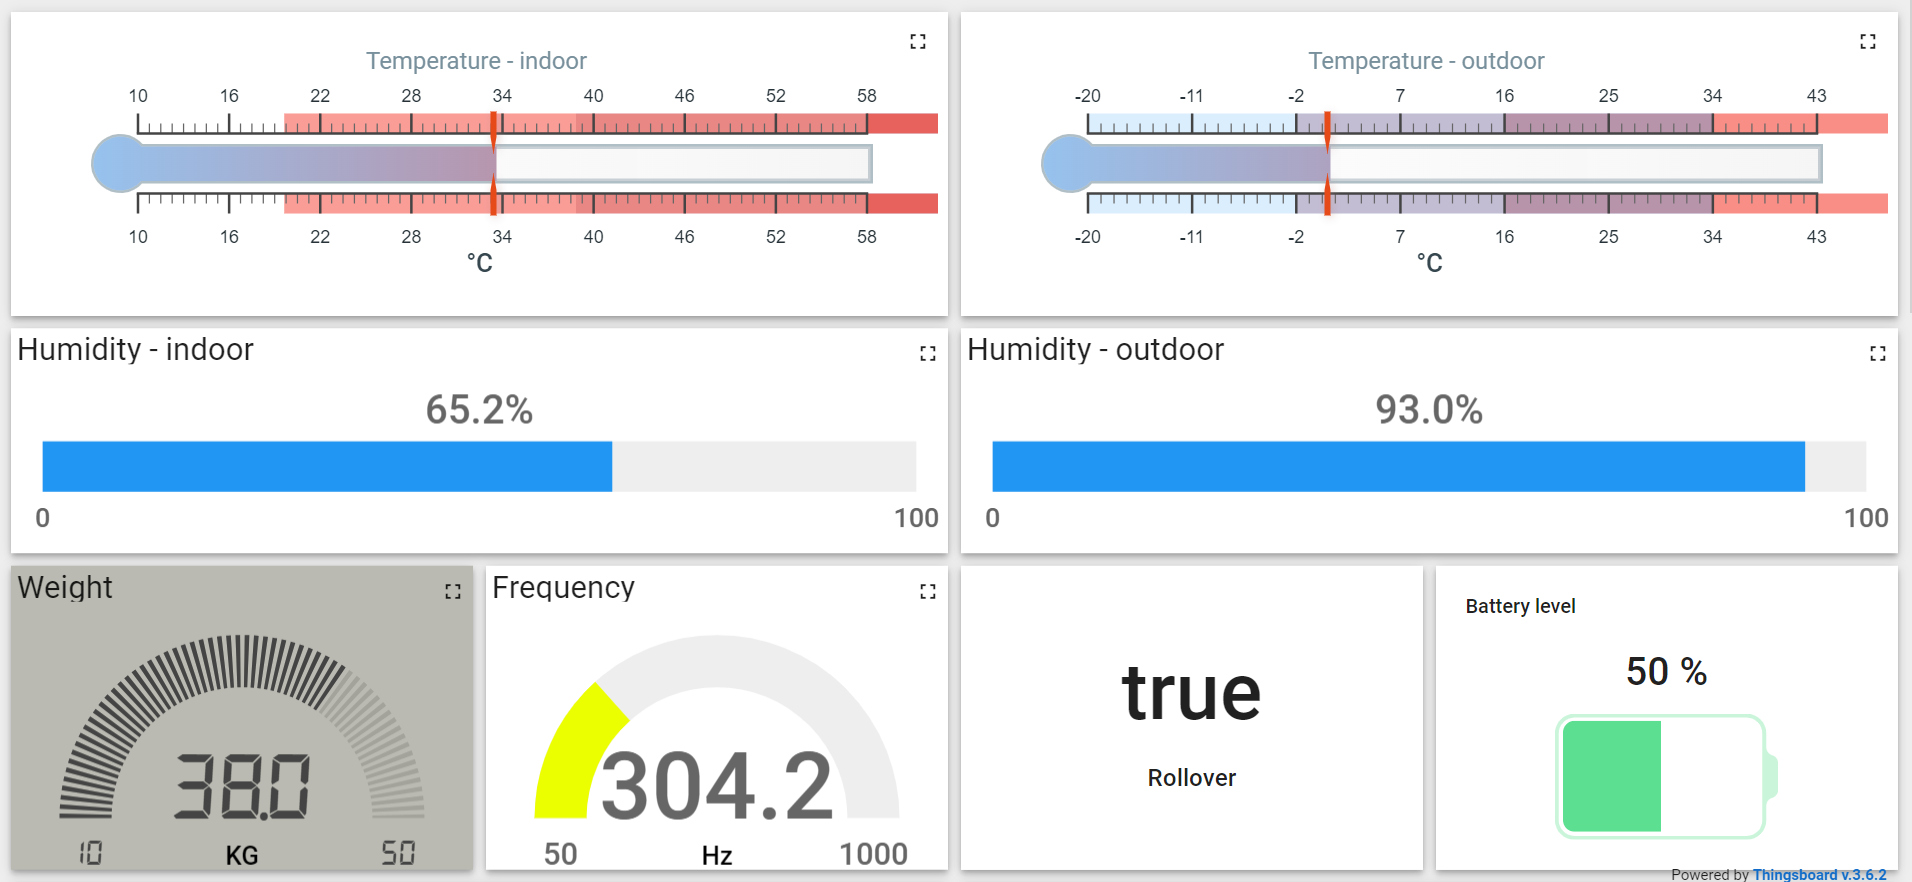 Temperature - indoor
10 16 22 28 34 40 46 52 58
10 16 22 28 34 40 46 52 58
°C
Temperature - outdoor
-20 -11 -2 7 16 25 34 43
-20 -11 -2 7 16 25 34 43
°C
Humidity - indoor
65.2%
0 100
Humidity - outdoor
93.0%
0 100
Weight
38.0
10 KG 50
Frequency
304.2
50 Hz 1000
true
Rollover
Battery level
50 %
Powered by Thingsboard v.3.6.2